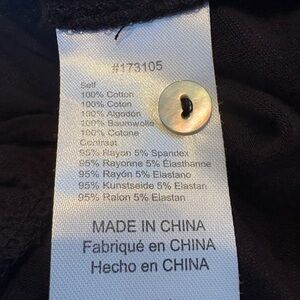 #173105
Self
100% Cotton
100% Coton
100% Algodón
100% Baumwolle
100% Cotone
Contrast
95% Rayon 5% Spandex
95% Rayonne 5% Élasthanne
95% Rayón 5% Elastano
95% Kunstseide 5% Elastan
95% Raion 5% Elastan
MADE IN CHINA
Fabriqué en CHINA
Hecho en CHINA